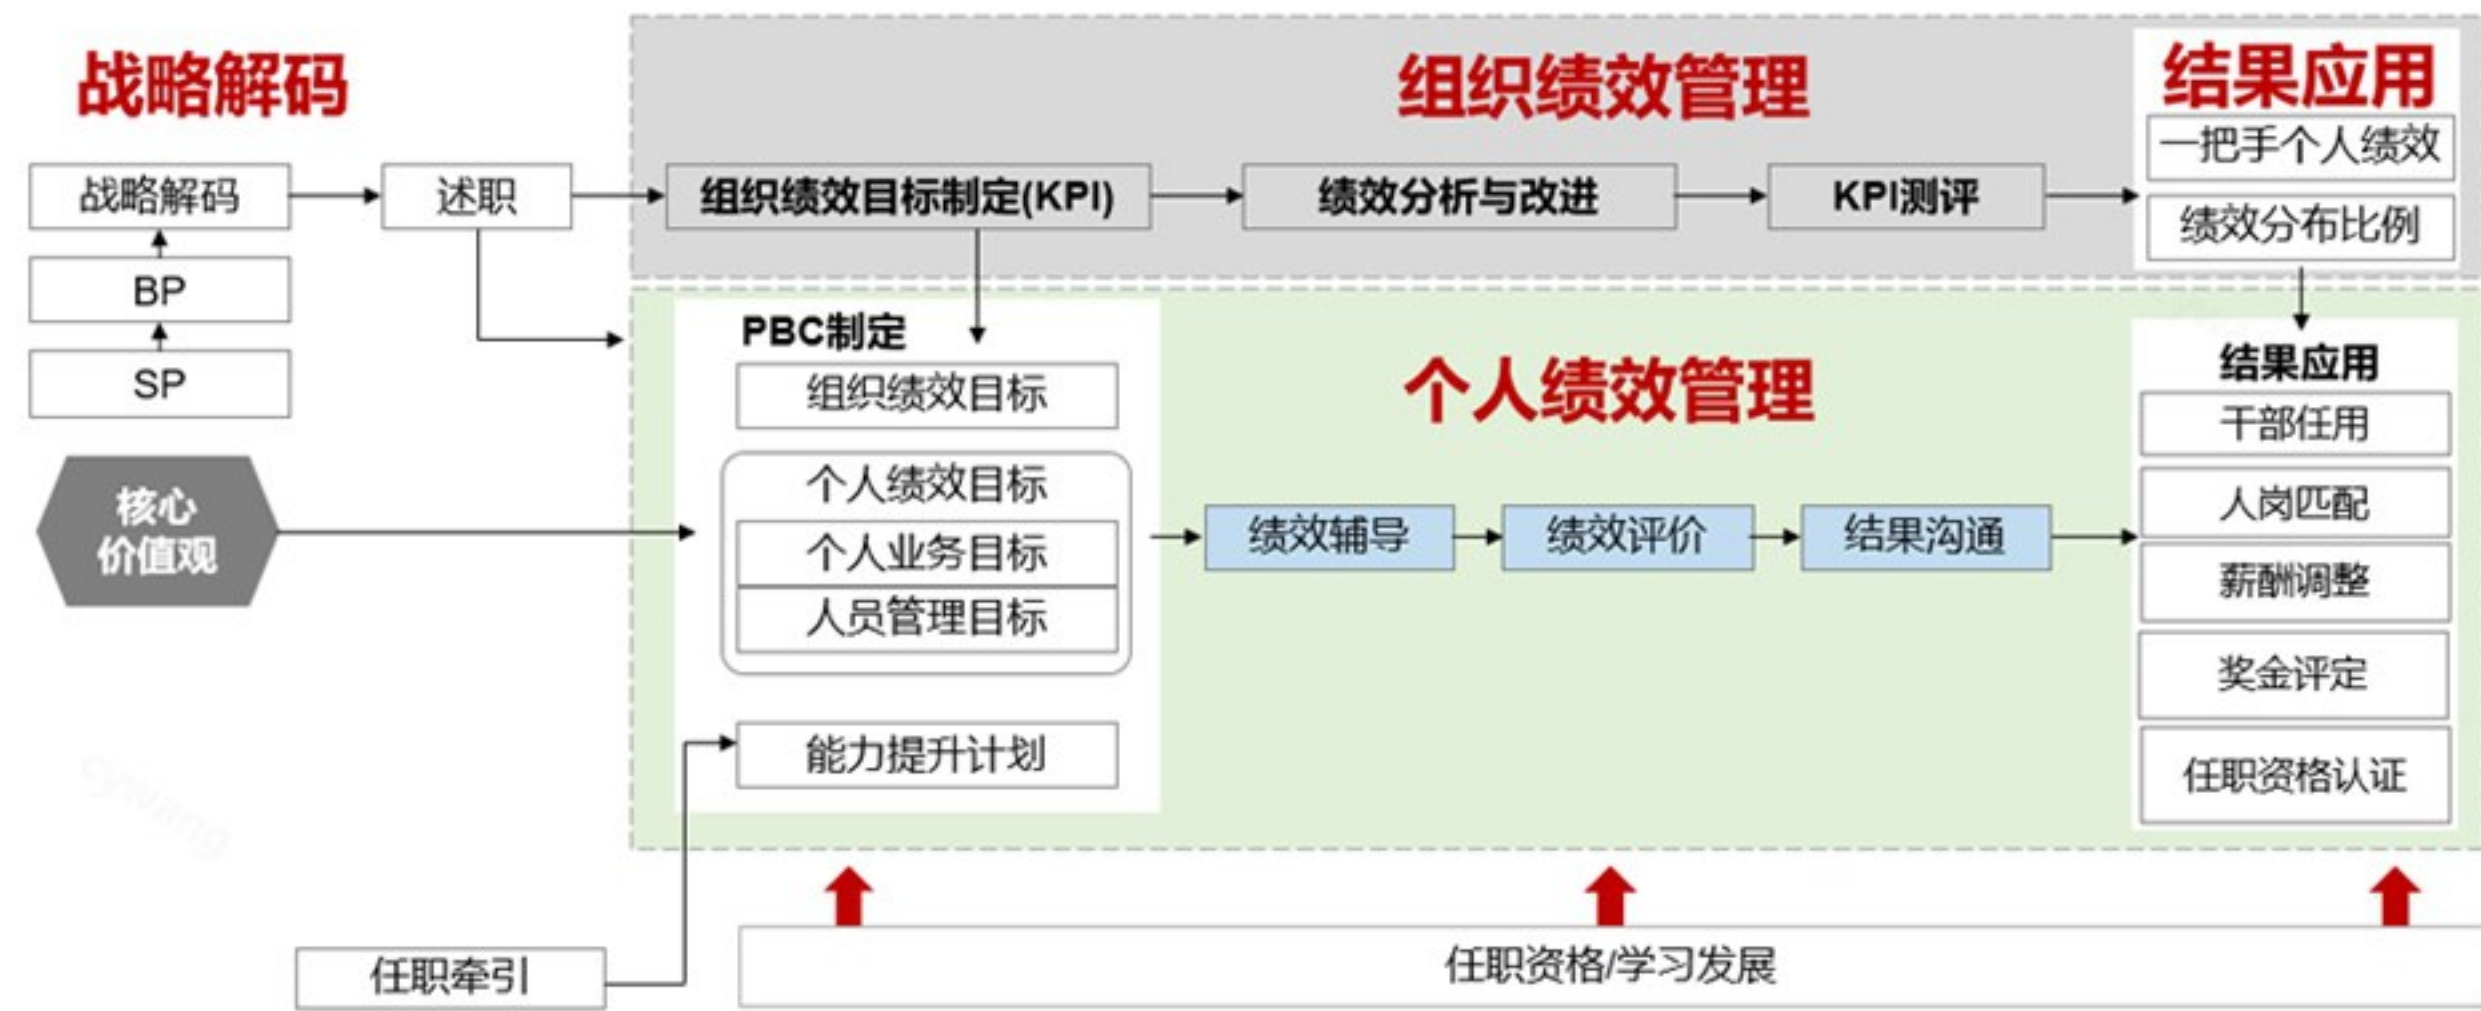 战略解码
组织绩效管理
结果应用
一把手个人绩效
战略解码
述职
组织绩效目标制定(KPI)
绩效分析与改进
KPI测评
绩效分布比例
BP
SP
PBC制定
组织绩效目标
个人绩效管理
结果应用
干部任用
核心
价值观
个人绩效目标
个人业务目标
人员管理目标
绩效辅导
绩效评价
结果沟通
人岗匹配
薪酬调整
奖金评定
能力提升计划
任职资格认证
cywang
任职牵引
任职资格/学习发展